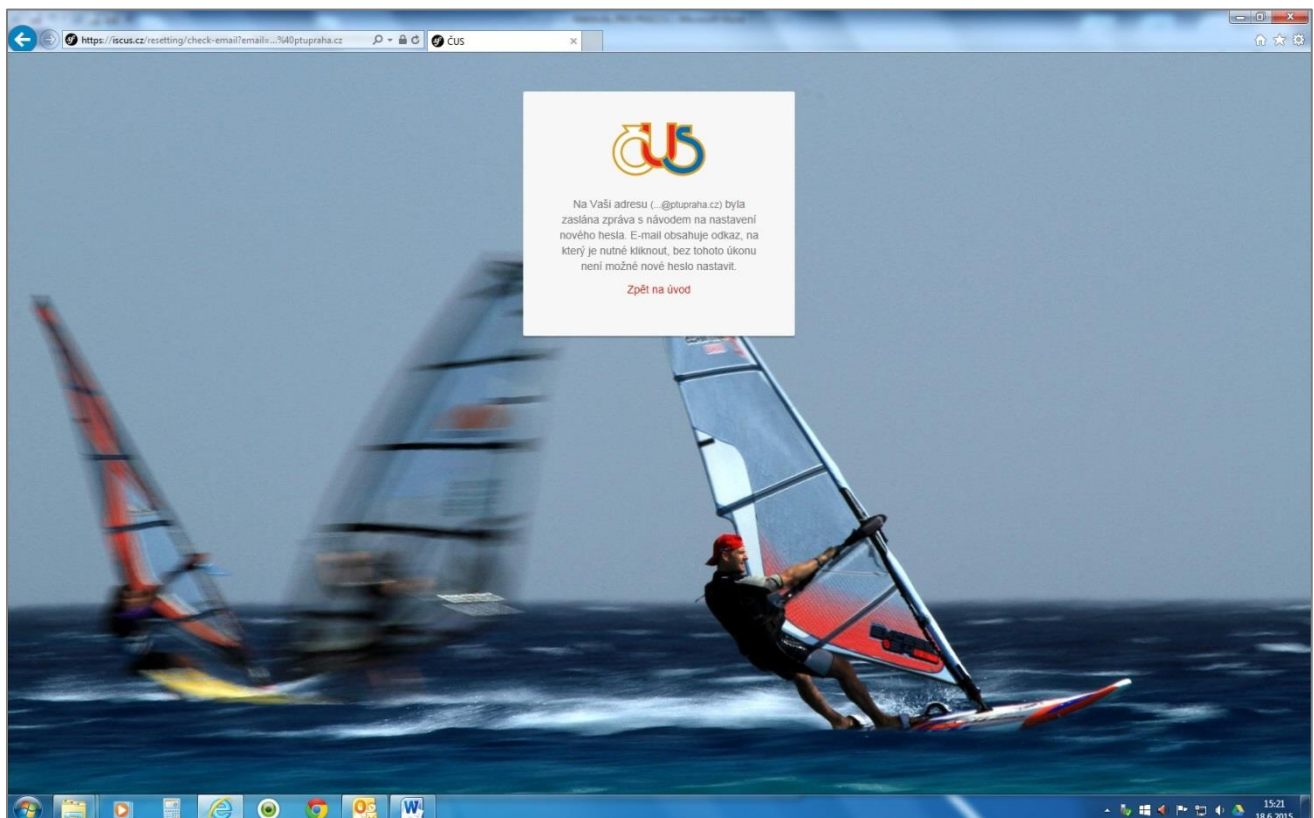 https://iscus.cz/resetting/check-email?email=...%40ptupraha.cz
ČUS
ČUS
Na Vaši adresu (...@ptupraha.cz) byla
zaslána zpráva s návodem na nastavení
nového hesla. E-mail obsahuje odkaz, na
který je nutné kliknout, bez tohoto úkonu
není možné nové heslo nastavit.
Zpět na úvod
15:21
18.6.2015